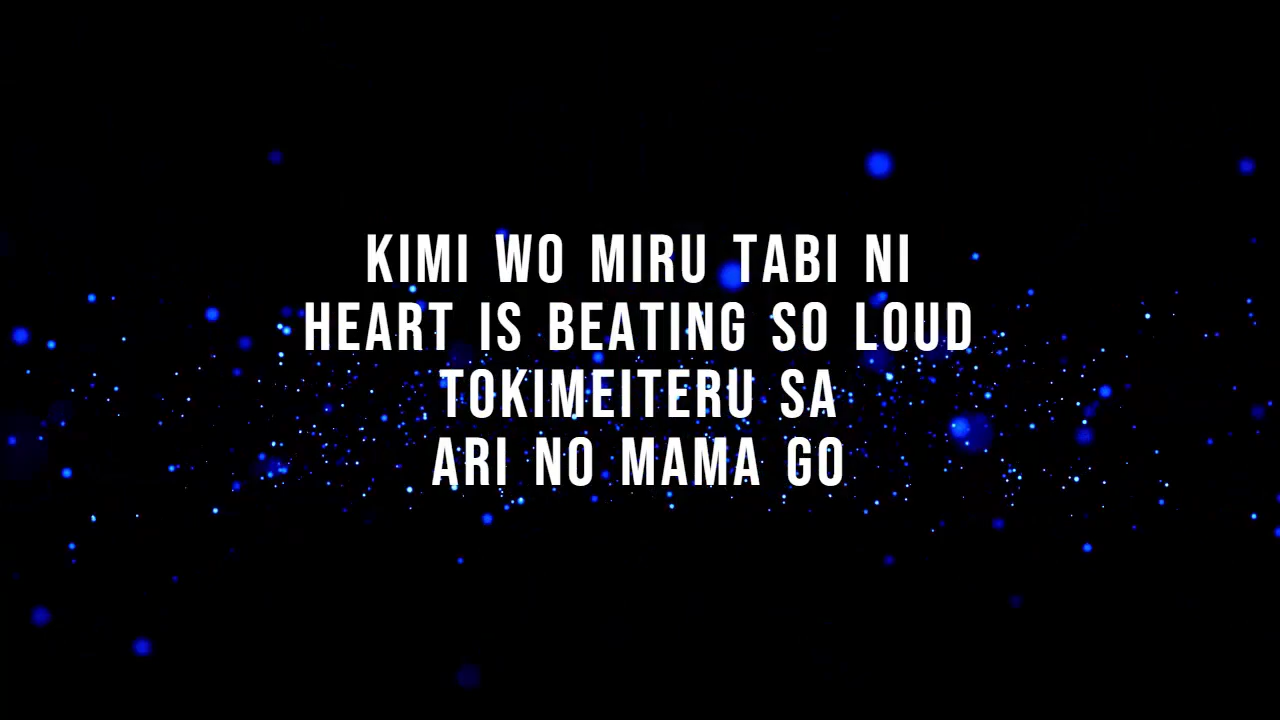 KIMI WO MIRU TABI NI
HEART IS BEATING SO LOUD
TOKIMEITERU SA
ARI NO MAMA GO